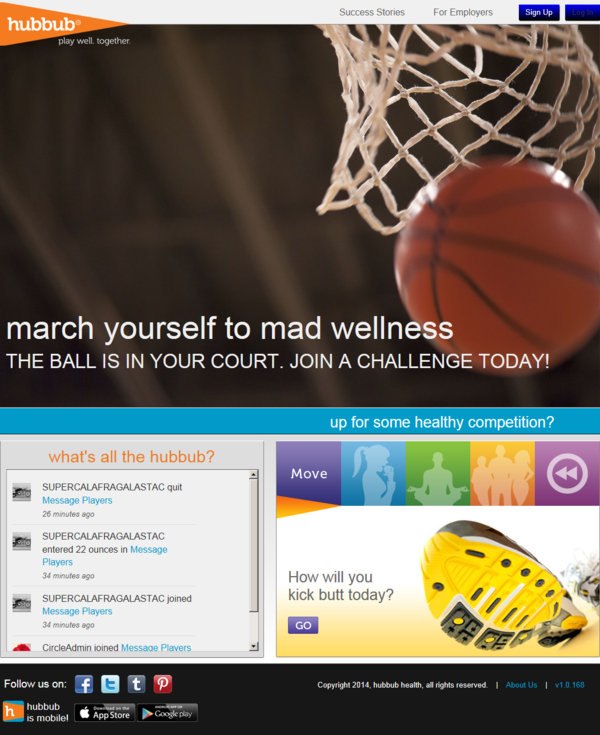 hubbub
play well. together.
Success Stories
For Employers
Sign Up
Log In
march yourself to mad wellness
THE BALL IS IN YOUR COURT. JOIN A CHALLENGE TODAY!
up for some healthy competition?
what's all the hubbub?
SUPERCALAFRAGALASTAC quit
Message Players
26 minutes ago
SUPERCALAFRAGALASTAC
entered 22 ounces in Message
Players
34 minutes ago
SUPERCALAFRAGALASTAC joined
Message Players
34 minutes ago
CircleAdmin joined Message Players
Move
How will you
kick butt today?
GO
Follow us on:
Copyright 2014, hubbub health, all rights reserved. | About Us | v1.0.168
h
hubbub
is mobile!
Download on the
App Store
ANDROID APP ON
Google play